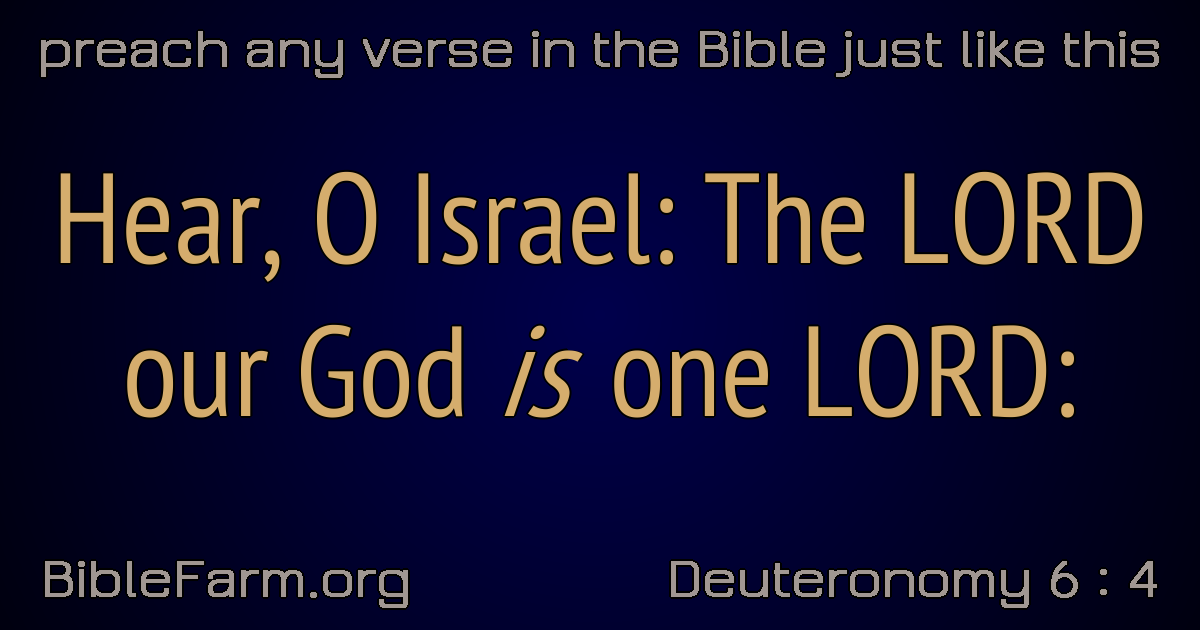 preach any verse in the Bible just like this
Hear, O Israel: The LORD
our God is one LORD:
BibleFarm.org
Deuteronomy 6 : 4